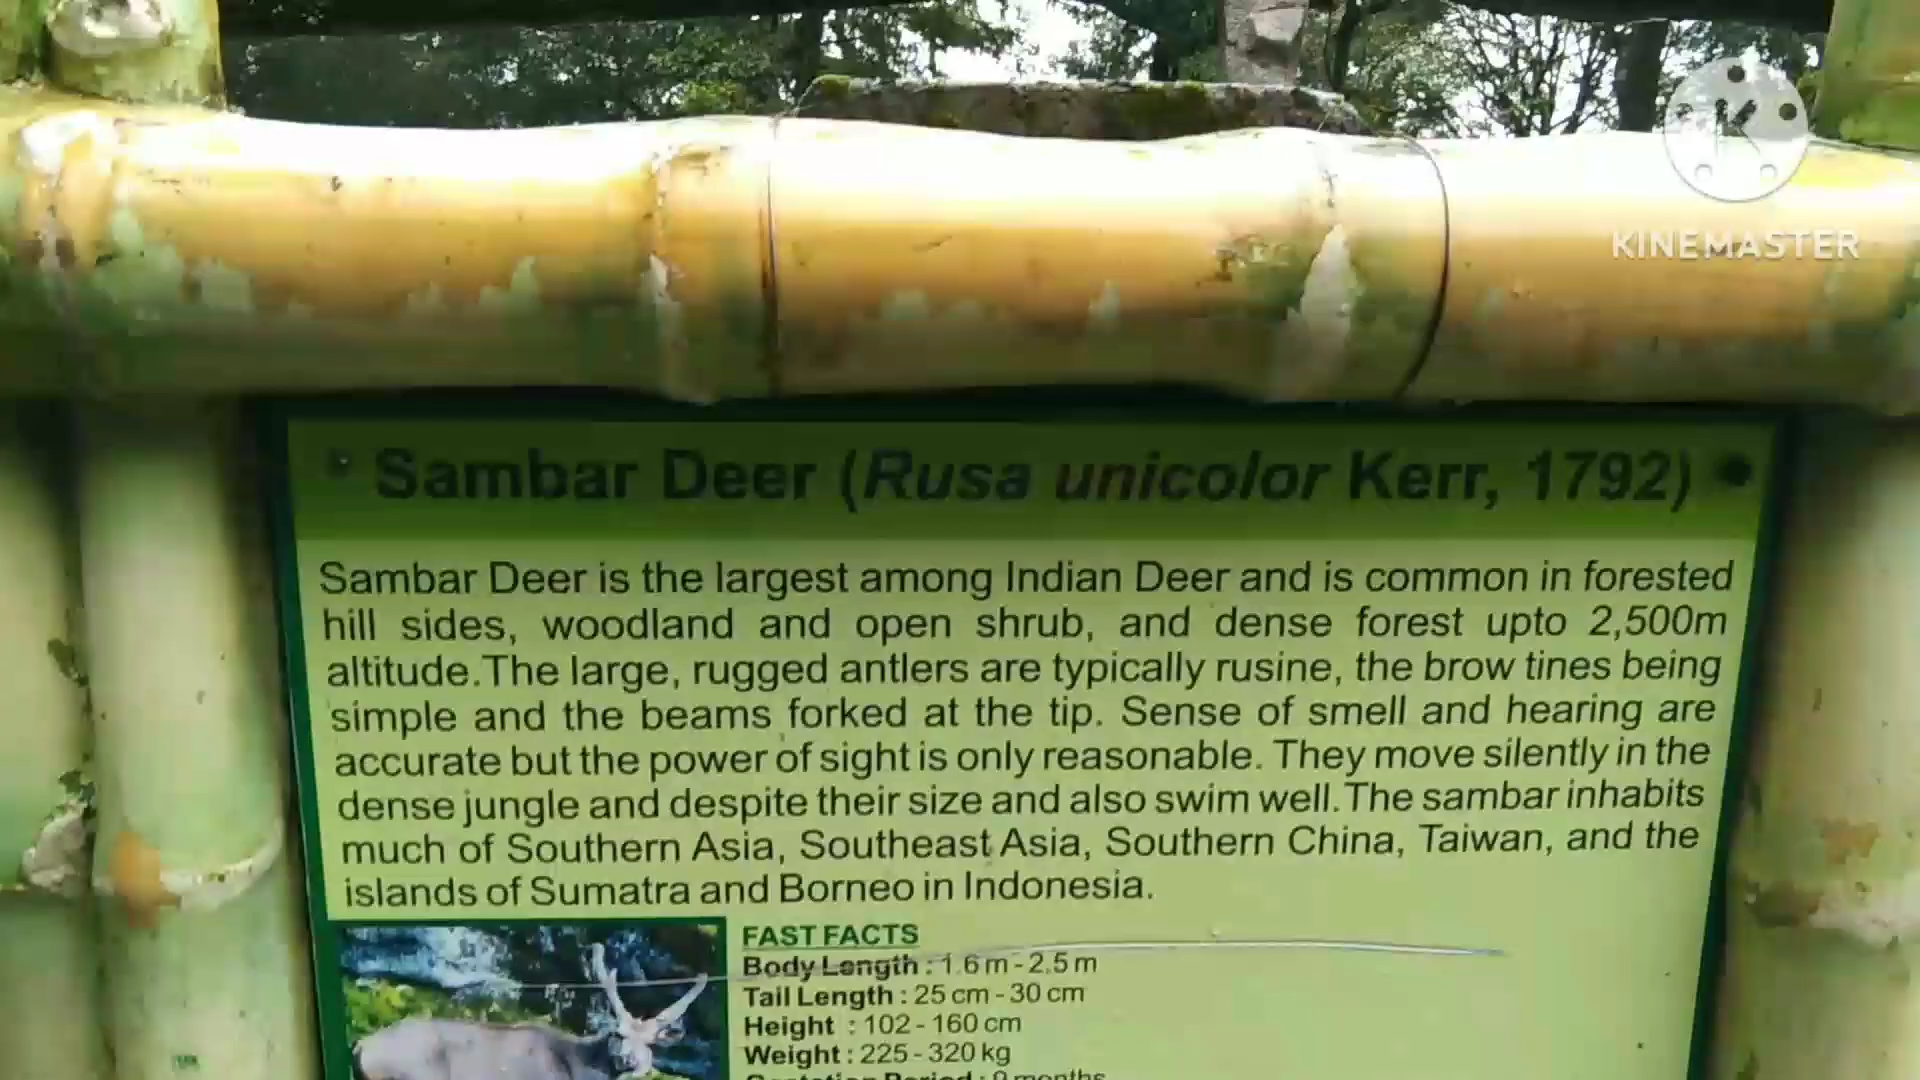 KINEMASTER
Sambar Deer (Rusa unicolor Kerr, 1792)
Sambar Deer is the largest among Indian Deer and is common in forested
hill sides, woodland and open shrub, and dense forest upto 2,500m
altitude.The large, rugged antlers are typically rusine, the brow tines being
simple and the beams forked at the tip. Sense of smell and hearing are
accurate but the power of sight is only reasonable. They move silently in the
dense jungle and despite their size and also swim well.The sambar inhabits
much of Southern Asia, Southeast Asia, Southern China, Taiwan, and the
islands of Sumatra and Borneo in Indonesia.
FAST FACTS
Body Length : 1.6 m - 2.5 m
Tail Length : 25 cm - 30 cm
Height : 102 - 160 cm
Weight : 225 - 320 kg
Gestation Period : 9 months